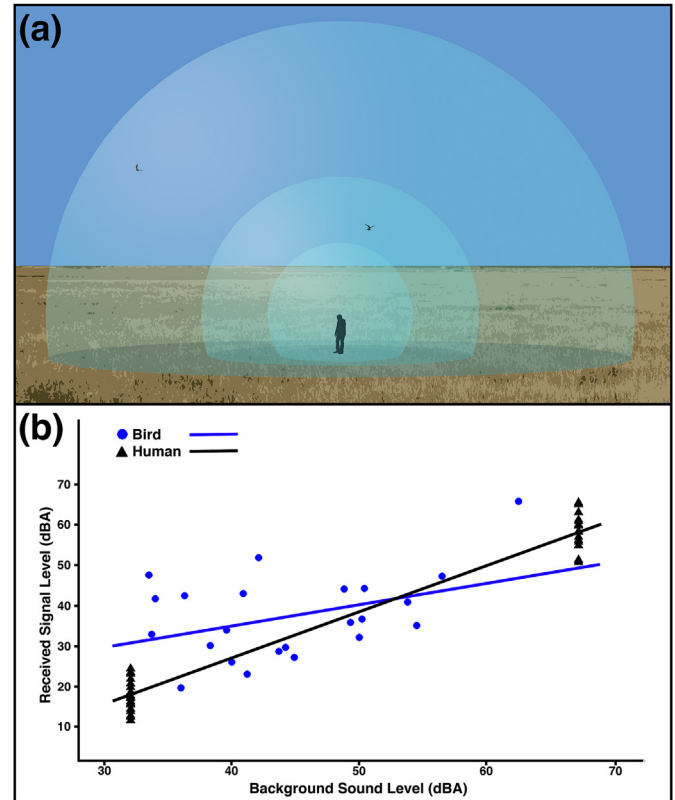 (a)
(b)
Bird
Human
Received Signal Level (dBA)
70
60
50
40
30
20
10
30 40 50 60 70
Background Sound Level (dBA)